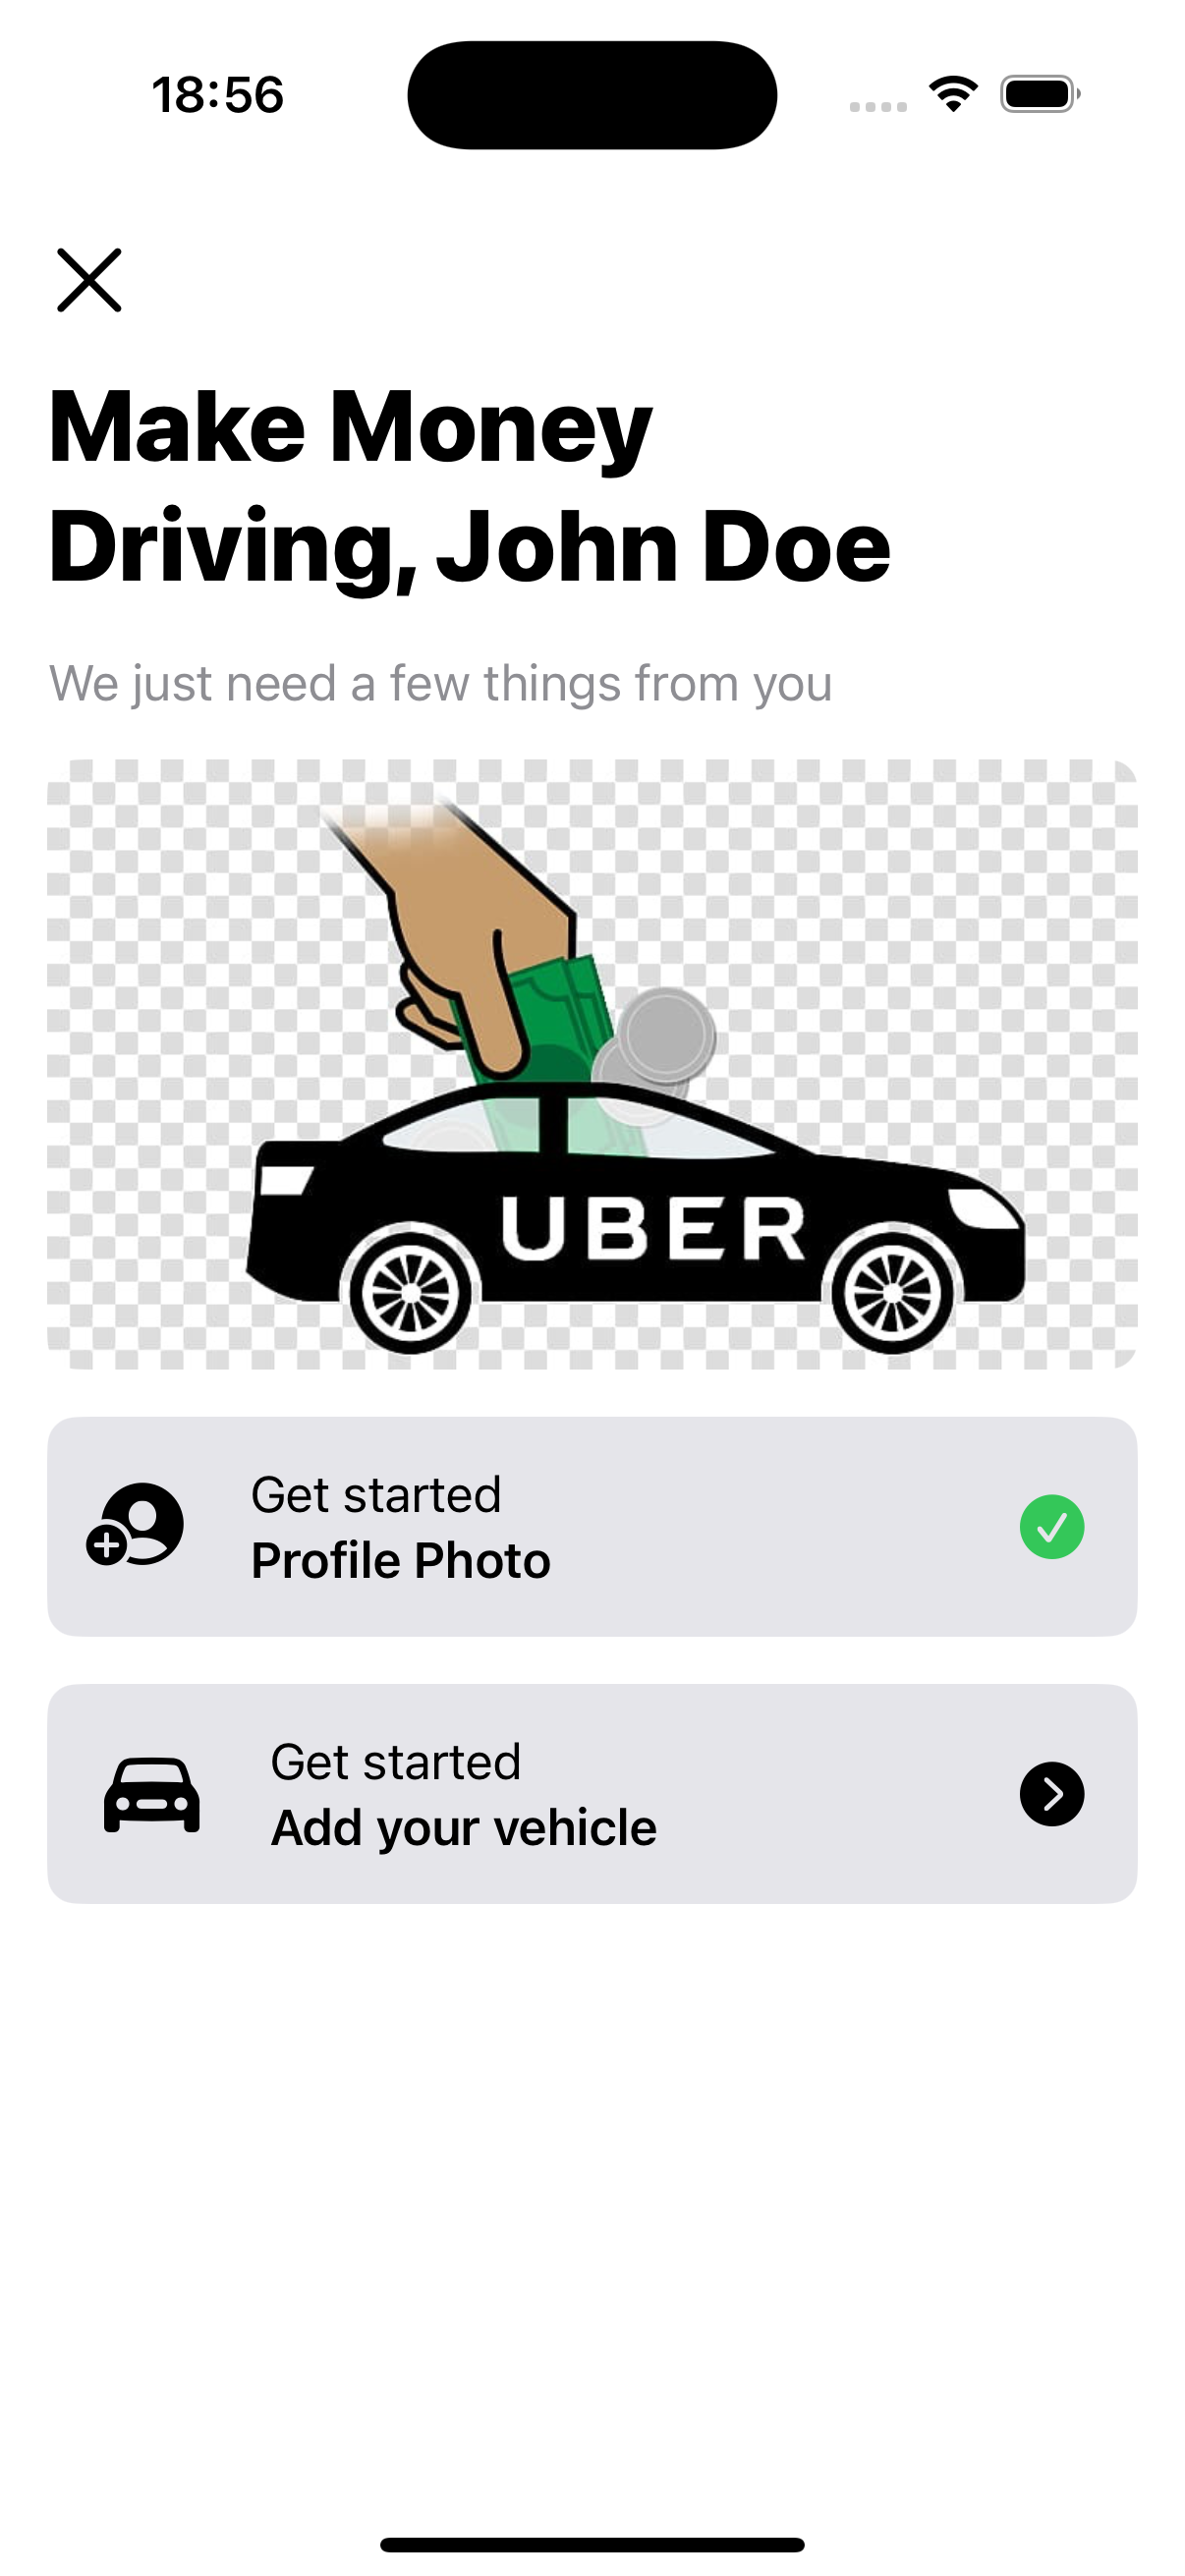 18:56
Make Money
Driving, John Doe
We just need a few things from you
UBER
Get started
Profile Photo
Get started
Add your vehicle